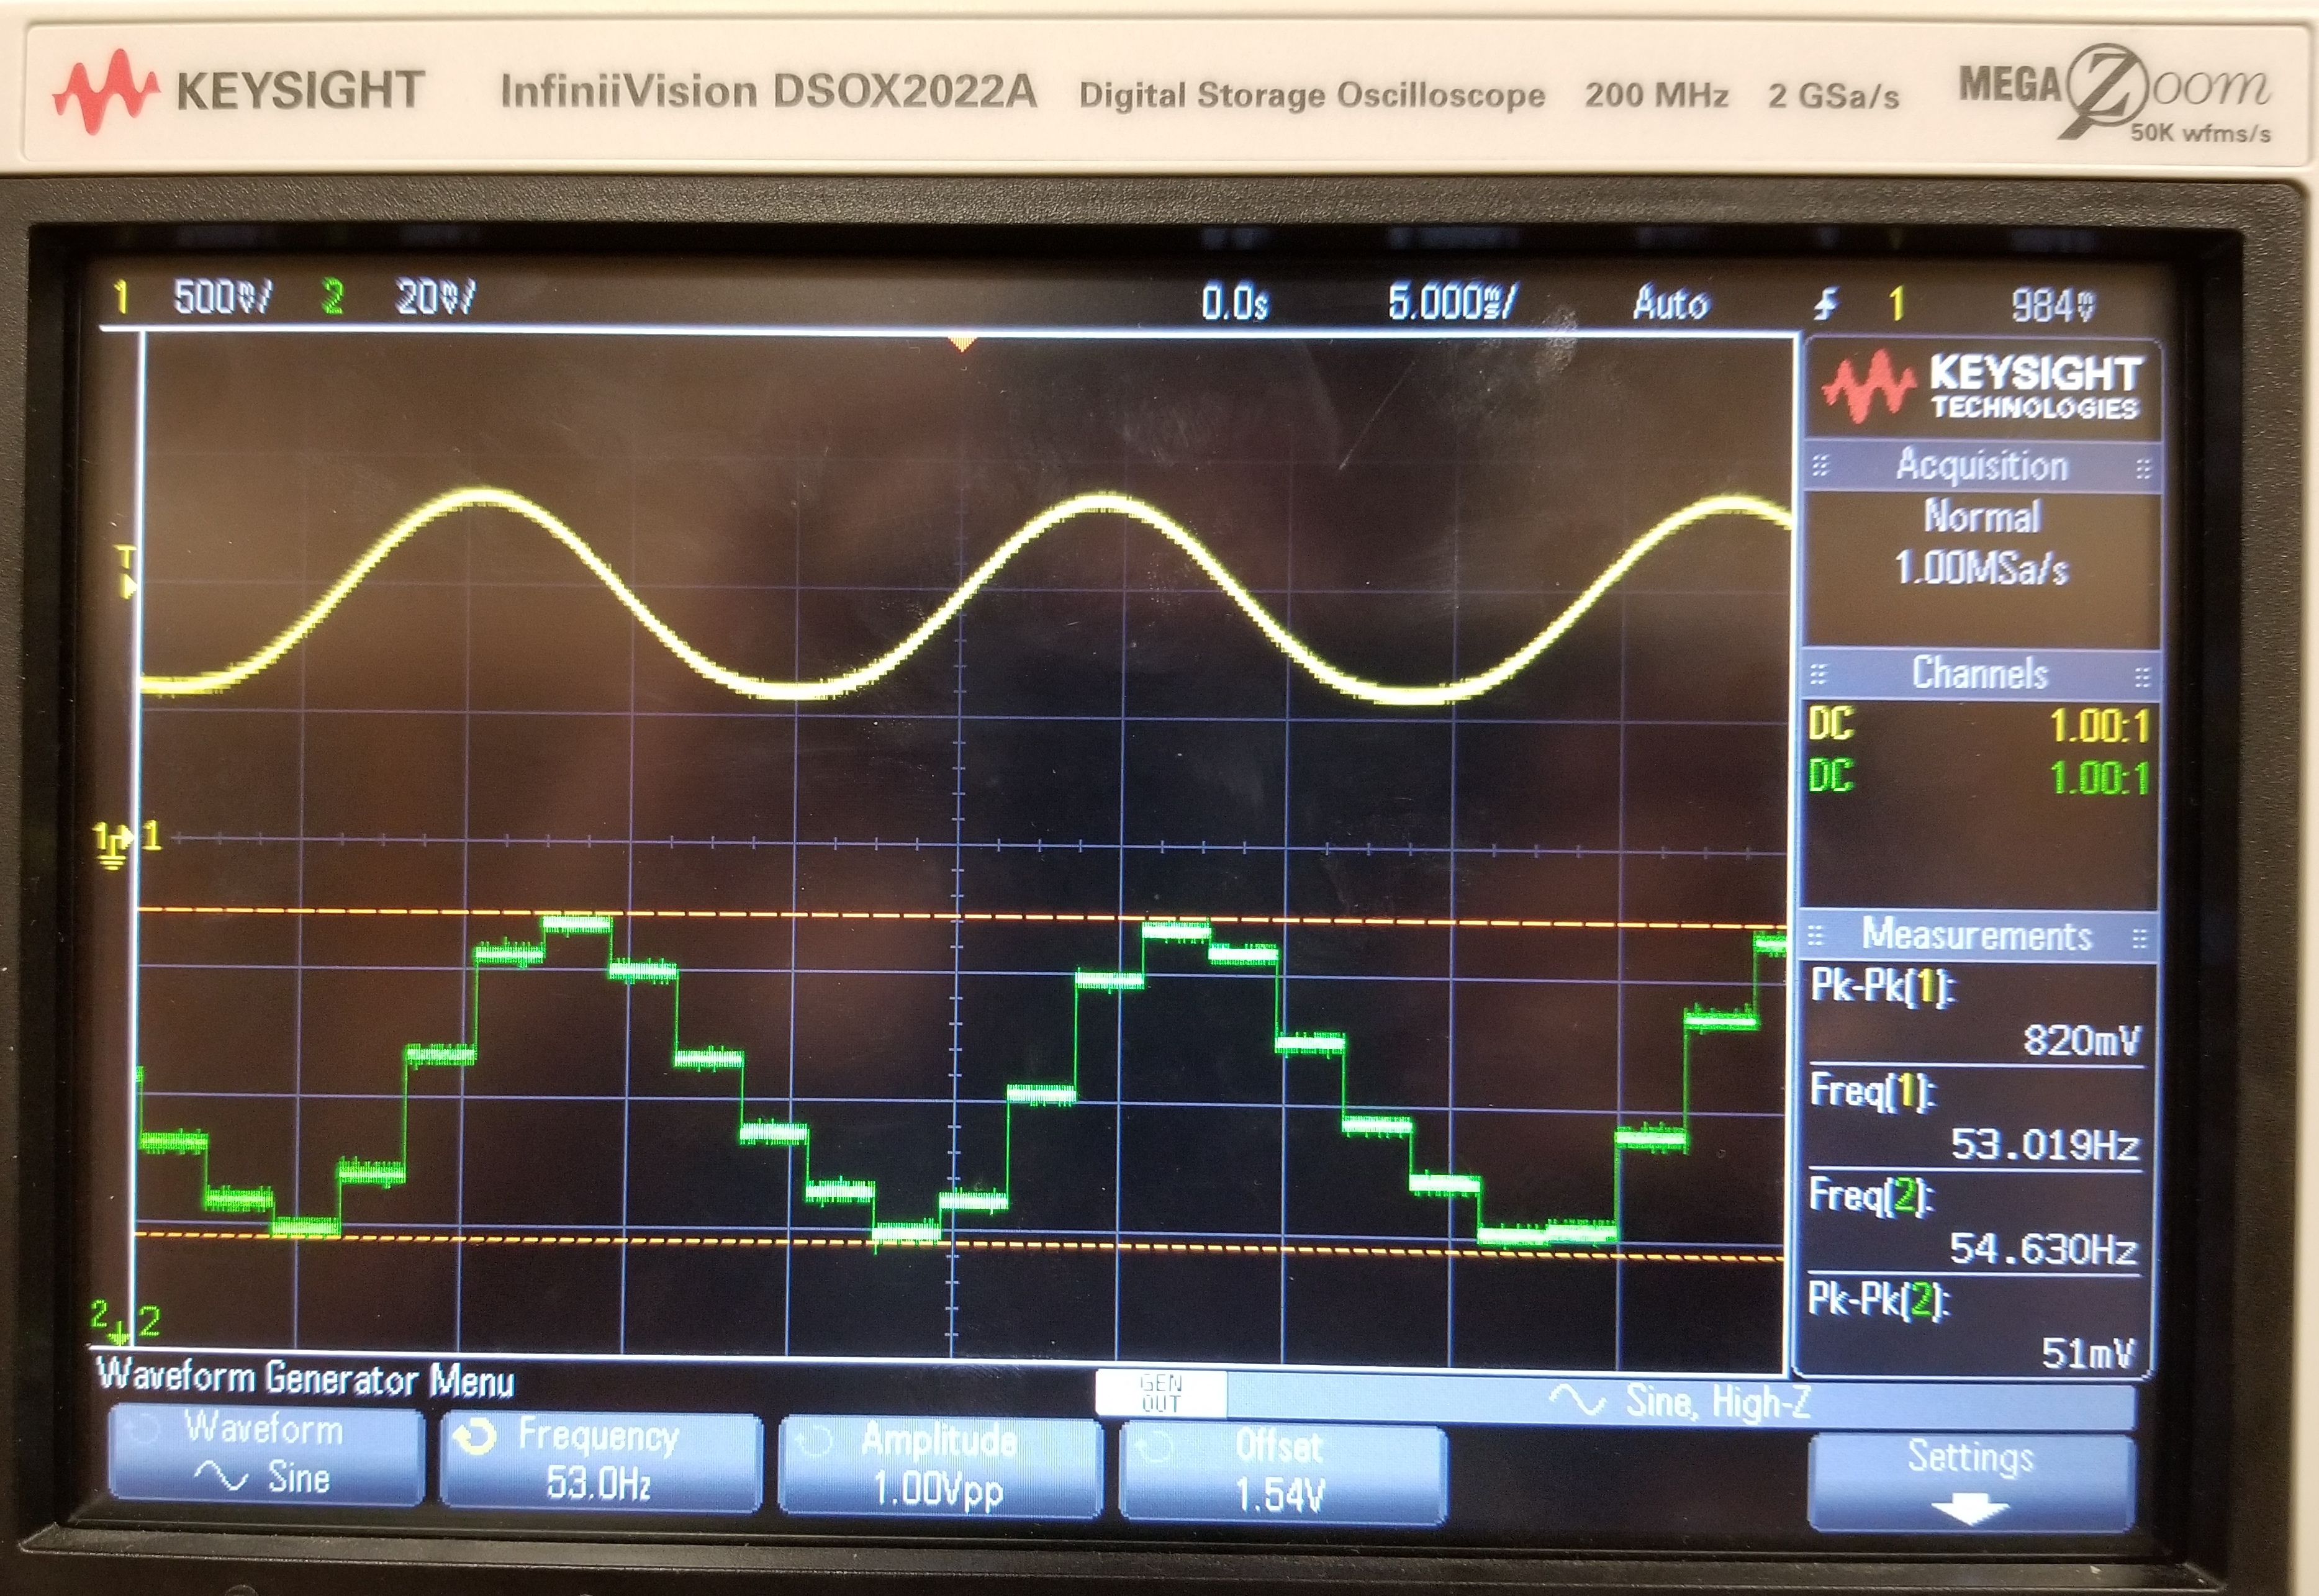 KEYSIGHT InfiniiVision DSOX2022A Digital Storage Oscilloscope 200 MHz 2 GSa/s MEGA Zoom
50K wfms/s
1 500mV/ 2 20mV/ 0.0s 5.000ms/ Auto 1 984mV
KEYSIGHT
TECHNOLOGIES
Acquisition
Normal
1.00MSa/s
T
Channels
DC 1.00:1
DC 1.00:1
1 1
Measurements
Pk-Pk(1):
820mV
Freq(1):
53.019Hz
Freq(2):
54.630Hz
Pk-Pk(2):
51mV
2 2
Waveform Generator Menu
GEN
OUT
Sine, High-Z
Waveform
Sine
Frequency
53.0Hz
Amplitude
1.00Vpp
Offset
1.54V
Settings